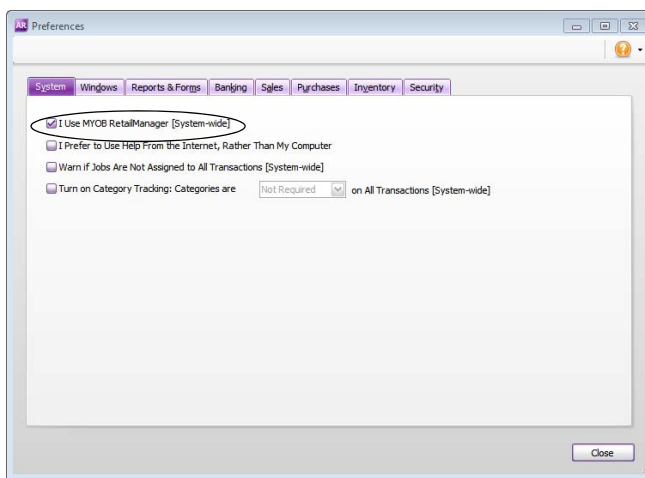 AR Preferences
System Windows Reports & Forms Banking Sales Purchases Inventory Security
I Use MYOB RetailManager [System-wide]
I Prefer to Use Help From the Internet, Rather Than My Computer
Warn if Jobs Are Not Assigned to All Transactions [System-wide]
Turn on Category Tracking: Categories are Not Required on All Transactions [System-wide]
Close